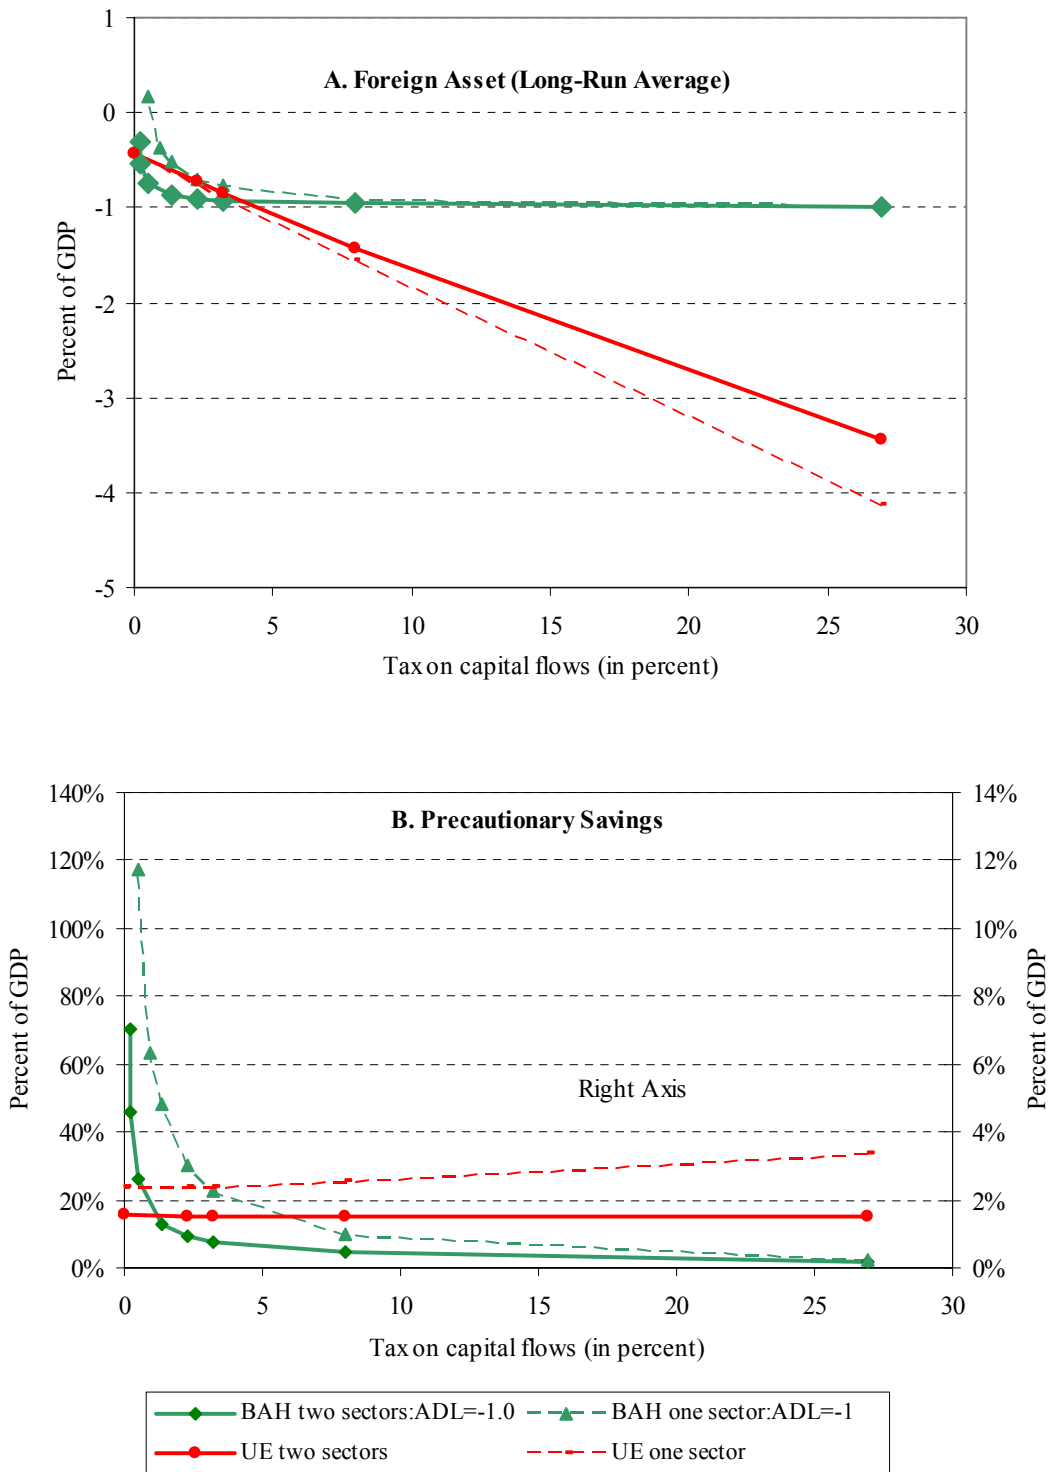 A. Foreign Asset (Long-Run Average)
Percent of GDP
1
0
-1
-2
-3
-4
-5
0 5 10 15 20 25 30
Tax on capital flows (in percent)
B. Precautionary Savings
Percent of GDP
140% 14%
120% 12%
100% 10%
80% 8%
60% 6%
40% 4%
20% 2%
0% 0%
Percent of GDP
Right Axis
0 5 10 15 20 25 30
Tax on capital flows (in percent)
BAH two sectors:ADL=-1.0 BAH one sector:ADL=-1
UE two sectors UE one sector